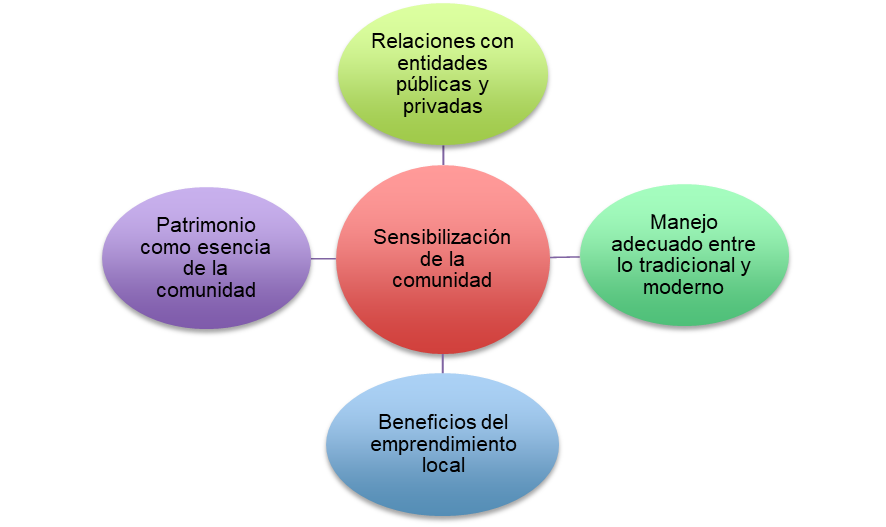 Relaciones con
entidades
públicas y
privadas
Patrimonio
como esencia
de la
comunidad
Sensibilización
de la
comunidad
Manejo
adecuado entre
lo tradicional y
moderno
Beneficios del
emprendimiento
local